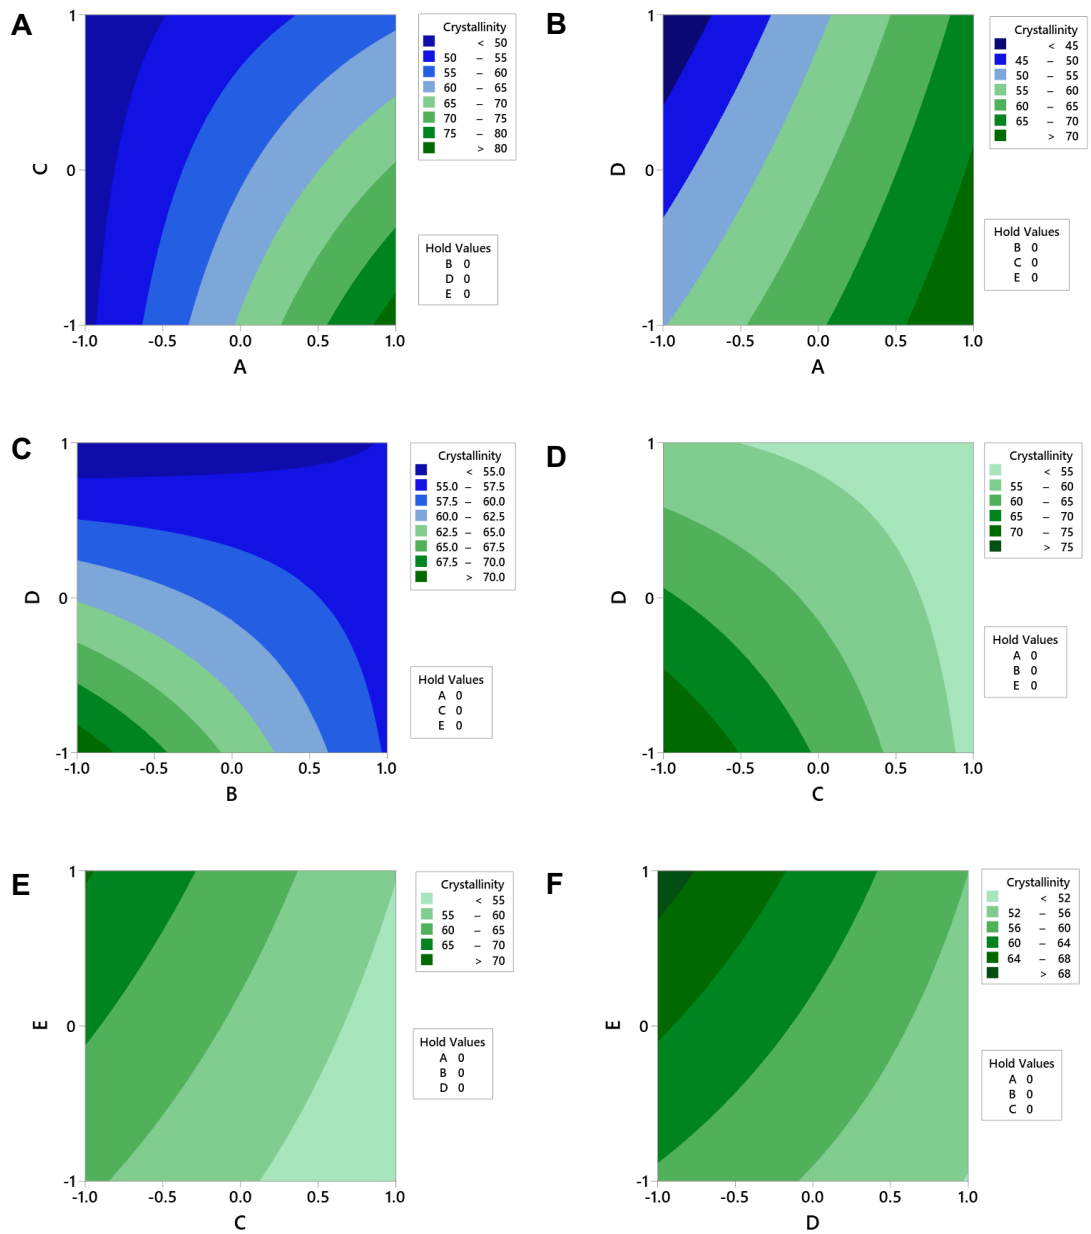 A
C
1
0
-1
-1.0 -0.5 0.0 0.5 1.0
A
Crystallinity
< 50
50 – 55
55 – 60
60 – 65
65 – 70
70 – 75
75 – 80
> 80
Hold Values
B 0
D 0
E 0
B
D
1
0
-1
-1.0 -0.5 0.0 0.5 1.0
A
Crystallinity
< 45
45 – 50
50 – 55
55 – 60
60 – 65
65 – 70
> 70
Hold Values
B 0
C 0
E 0
C
D
1
0
-1
-1.0 -0.5 0.0 0.5 1.0
B
Crystallinity
< 55.0
55.0 – 57.5
57.5 – 60.0
60.0 – 62.5
62.5 – 65.0
65.0 – 67.5
67.5 – 70.0
> 70.0
Hold Values
A 0
C 0
E 0
D
D
1
0
-1
-1.0 -0.5 0.0 0.5 1.0
C
Crystallinity
< 55
55 – 60
60 – 65
65 – 70
70 – 75
> 75
Hold Values
A 0
B 0
E 0
E
E
1
0
-1
-1.0 -0.5 0.0 0.5 1.0
C
Crystallinity
< 55
55 – 60
60 – 65
65 – 70
> 70
Hold Values
A 0
B 0
D 0
F
E
1
0
-1
-1.0 -0.5 0.0 0.5 1.0
D
Crystallinity
< 52
52 – 56
56 – 60
60 – 64
64 – 68
> 68
Hold Values
A 0
B 0
C 0